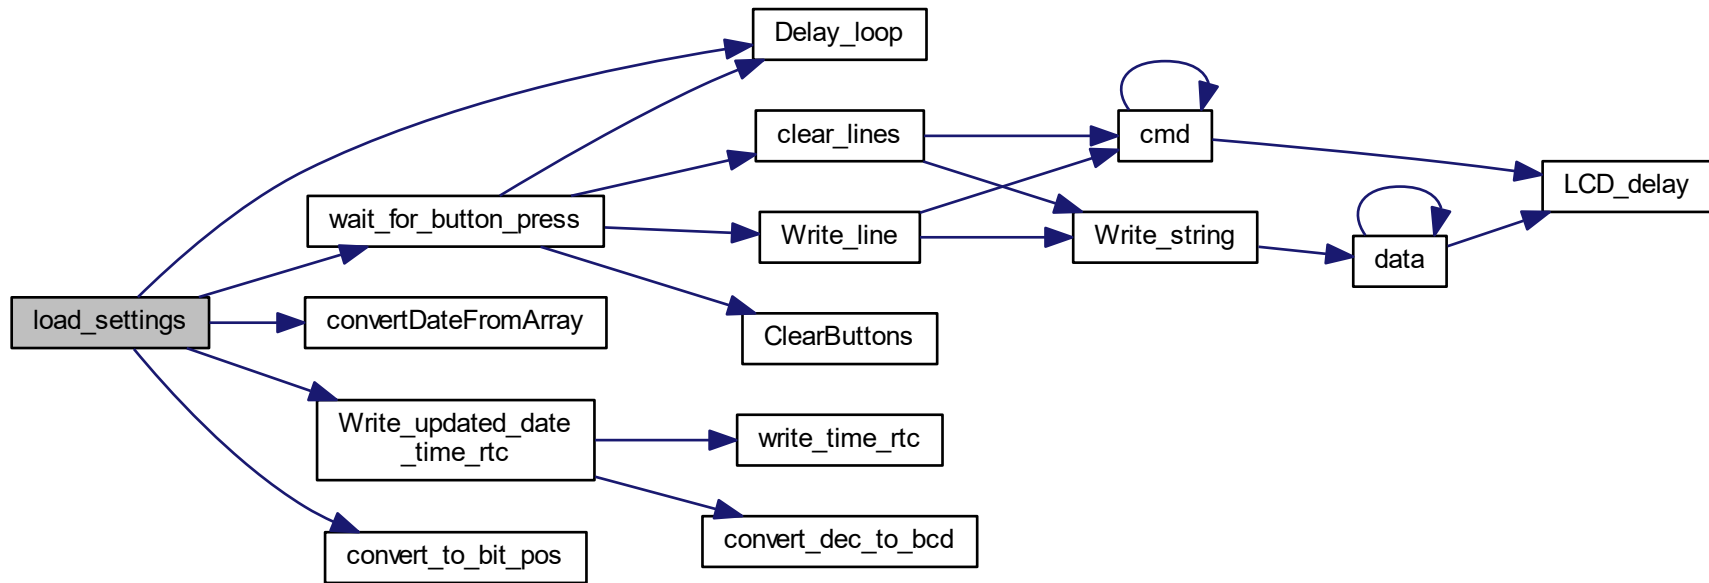 Delay_loop
clear_lines
cmd
LCD_delay
wait_for_button_press
Write_line
Write_string
data
load_settings
convertDateFromArray
ClearButtons
Write_updated_date
_time_rtc
write_time_rtc
convert_to_bit_pos
convert_dec_to_bcd